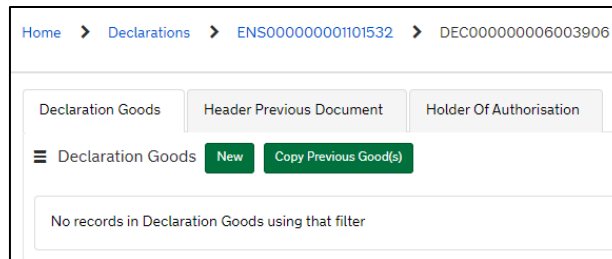 Home > Declarations > ENS000000001101532 > DEC000000006003906
Declaration Goods Header Previous Document Holder Of Authorisation
Declaration Goods New Copy Previous Good(s)
No records in Declaration Goods using that filter